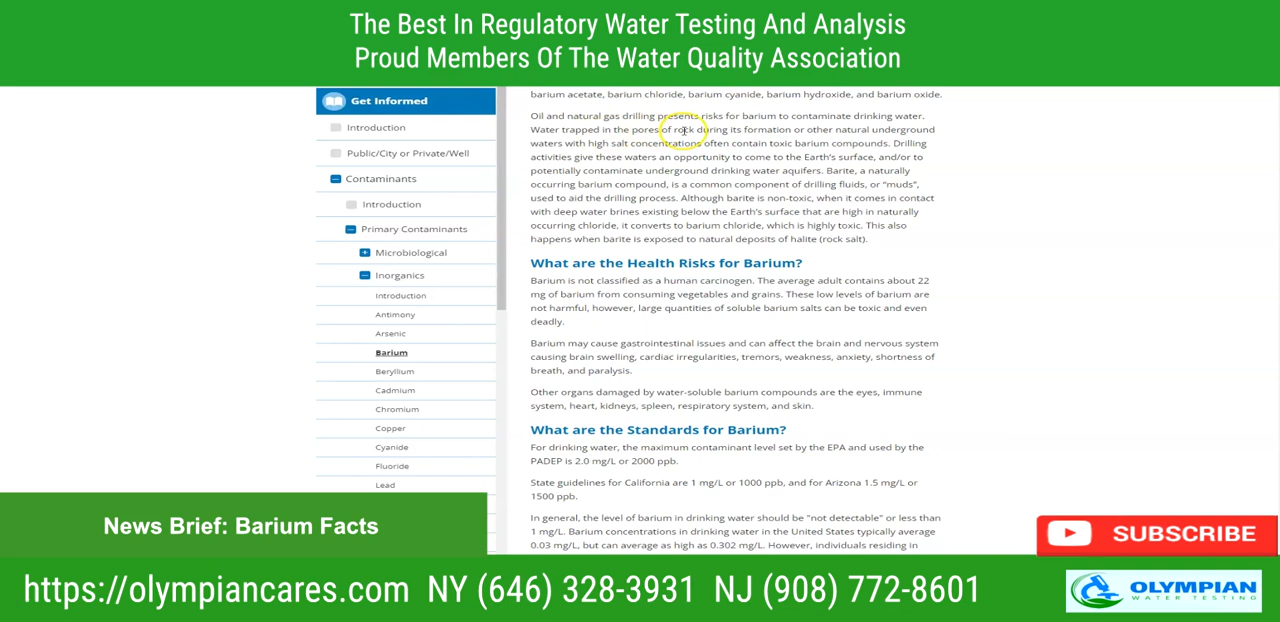 The Best In Regulatory Water Testing And Analysis
Proud Members Of The Water Quality Association
Get Informed
Introduction
Public/City or Private/Well
Contaminants
Introduction
Primary Contaminants
Microbiological
Inorganics
Introduction
Antimony
Arsenic
Barium
Beryllium
Cadmium
Chromium
Copper
Cyanide
Fluoride
Lead
barium acetate, barium chloride, barium cyanide, barium hydroxide, and barium oxide.
Oil and natural gas drilling presents risks for barium to contaminate drinking water.
Water trapped in the pores of rock during its formation or other natural underground
waters with high salt concentrations often contain toxic barium compounds. Drilling
activities give these waters an opportunity to come to the Earth's surface, and/or to
potentially contaminate underground drinking water aquifers. Barite, a naturally
occurring barium compound, is a common component of drilling fluids, or “muds”,
used to aid the drilling process. Although barite is non-toxic, when it comes in contact
with deep water brines existing below the Earth's surface that are high in naturally
occurring chloride, it converts to barium chloride, which is highly toxic. This also
happens when barite is exposed to natural deposits of halite (rock salt).
What are the Health Risks for Barium?
Barium is not classified as a human carcinogen. The average adult contains about 22
mg of barium from consuming vegetables and grains. These low levels of barium are
not harmful, however, large quantities of soluble barium salts can be toxic and even
deadly.
Barium may cause gastrointestinal issues and can affect the brain and nervous system
causing brain swelling, cardiac irregularities, tremors, weakness, anxiety, shortness of
breath, and paralysis.
Other organs damaged by water-soluble barium compounds are the eyes, immune
system, heart, kidneys, spleen, respiratory system, and skin.
What are the Standards for Barium?
For drinking water, the maximum contaminant level set by the EPA and used by the
PADEP is 2.0 mg/L or 2000 ppb.
State guidelines for California are 1 mg/L or 1000 ppb, and for Arizona 1.5 mg/L or
1500 ppb.
In general, the level of barium in drinking water should be "not detectable" or less than
1 mg/L. Barium concentrations in drinking water in the United States typically average
0.03 mg/L, but can average as high as 0.302 mg/L. However, individuals residing in
News Brief: Barium Facts
SUBSCRIBE
https://olympiancares.com NY (646) 328-3931 NJ (908) 772-8601
OLYMPIAN
WATER TESTING